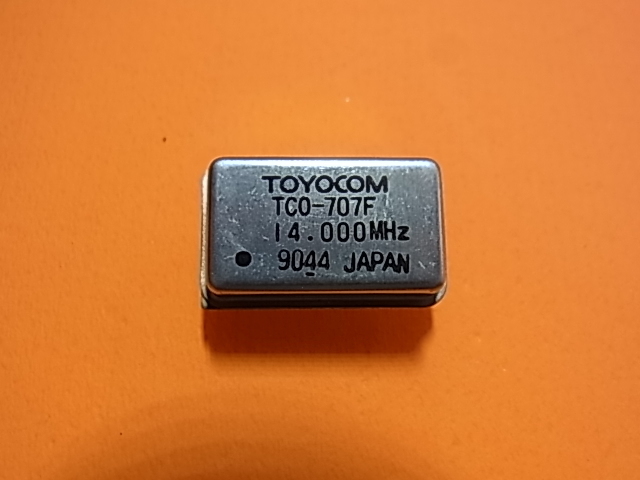 TOYOCOM
TCO-707F
14.000MHz
9044 JAPAN